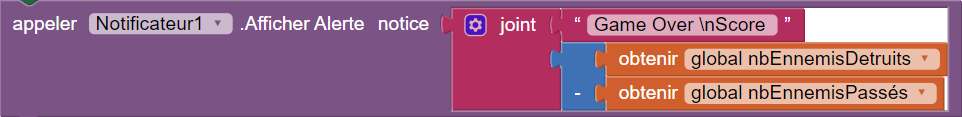 appeler Notificateur1 .Afficher Alerte notice joint “ Game Over \nScore ”
obtenir global nbEnnemisDetruits
- obtenir global nbEnnemisPassés